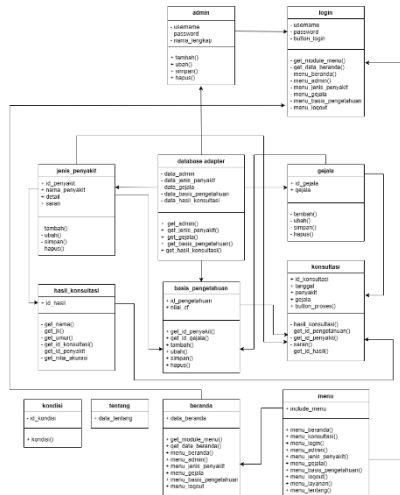 admin
- username
- password
- nama_lengkap
+ tambah()
+ ubah()
+ simpan()
+ hapus()
login
- username
- password
- button_login
- get_module_menu()
- get_data_beranda()
- menu_beranda()
- menu_admin()
- menu_jenis_penyakit()
- menu_gejala
- menu_basis_pengetahuan
- menu_logout
jenis_penyakit
+ id_penyakit
+ nama_penyakit
+ detail
+ saran
- tambah()
- ubah()
- simpan()
hapus()
database adapter
- data_admin
- data_jenis_penyakit
- data_gejala
- data_basis_pengetahuan
- data_hasil_konsultasi
+ get_admin()
+ get_jenis_penyakit()
+ get_gejala()
+ get_basis_pengetahuan()
+ get_hasil_konsultasi()
gejala
+ id_gejala
+ gejala
- tambah()
- ubah()
simpan()
- hapus()
hasil_konsultasi
+ id_hasil
- get_nama()
- get_jk()
- get_umur()
- get_id_konsultasi()
- get_id_penyakit
- get_nilai_akurasi
basis_pengetahuan
+ id_pengetahuan
+ nilai_cf
+ get_id_penyakit()
+ get_id_gejala()
+ tambah()
+ ubah()
+ simpan()
+ hapus()
konsultasi
+ id_konsultasi
+ tanggal
+ penyakit
+ gejala
+ button_proses()
- hasil_konsultasi()
- get_id_pengetahuan()
- get_id_penyakit()
- saran()
- get_id_hasil()
kondisi
- id_kondisi
+ kondisi()
tentang
+ data_tentang
beranda
+ data_beranda
+ get_module_menu()
+ get_data_beranda()
+ menu_beranda()
+ menu_admin()
+ menu_jenis_penyakit
+ menu_gejala
+ menu_basis_pengetahuan
+ menu_logout
menu
+ include_menu
+ menu_beranda()
+ menu_konsultasi()
+ menu_login()
+ menu_admin()
+ menu_jenis_penyakit()
+ menu_gejala()
+ menu_basis_pengetahuan()
+ menu_logout()
+ menu_layanan()
+ menu_tentang()